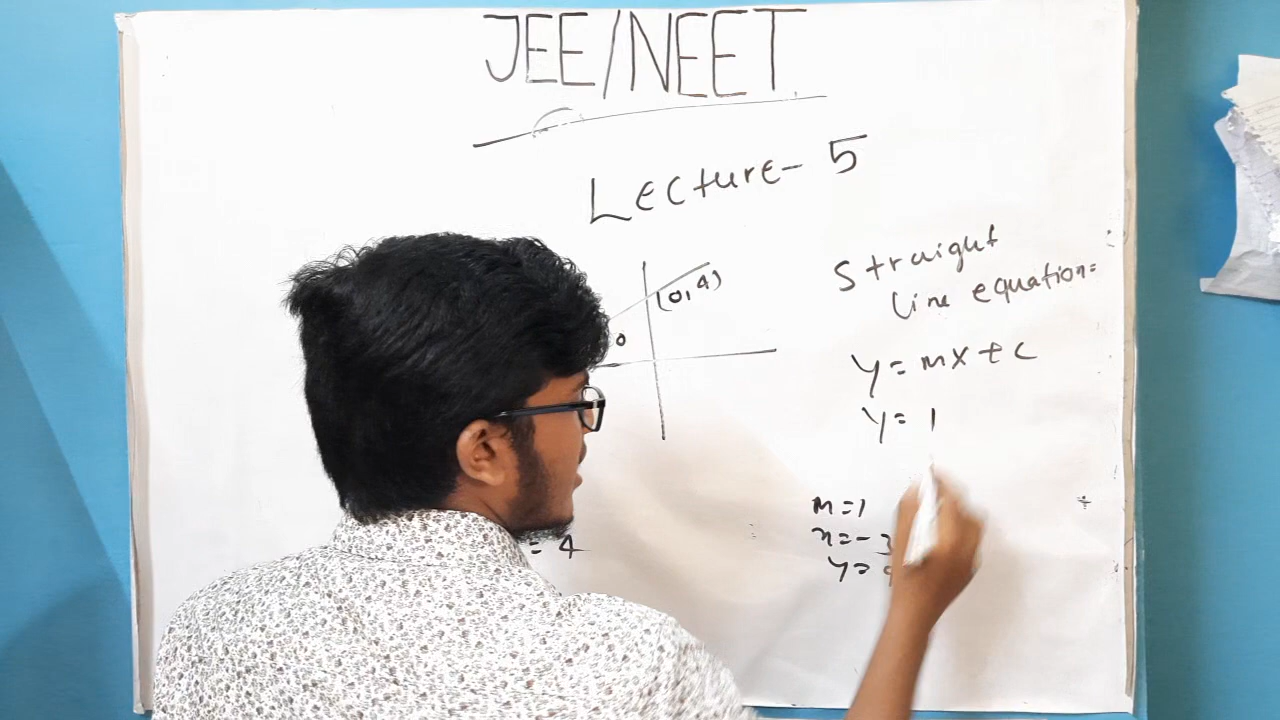 JEE/NEET
Lecture- 5
(0,4)
0
Straight
line equation=
y=mx+c
y= 1
m=1
x=-3
y=
= 4